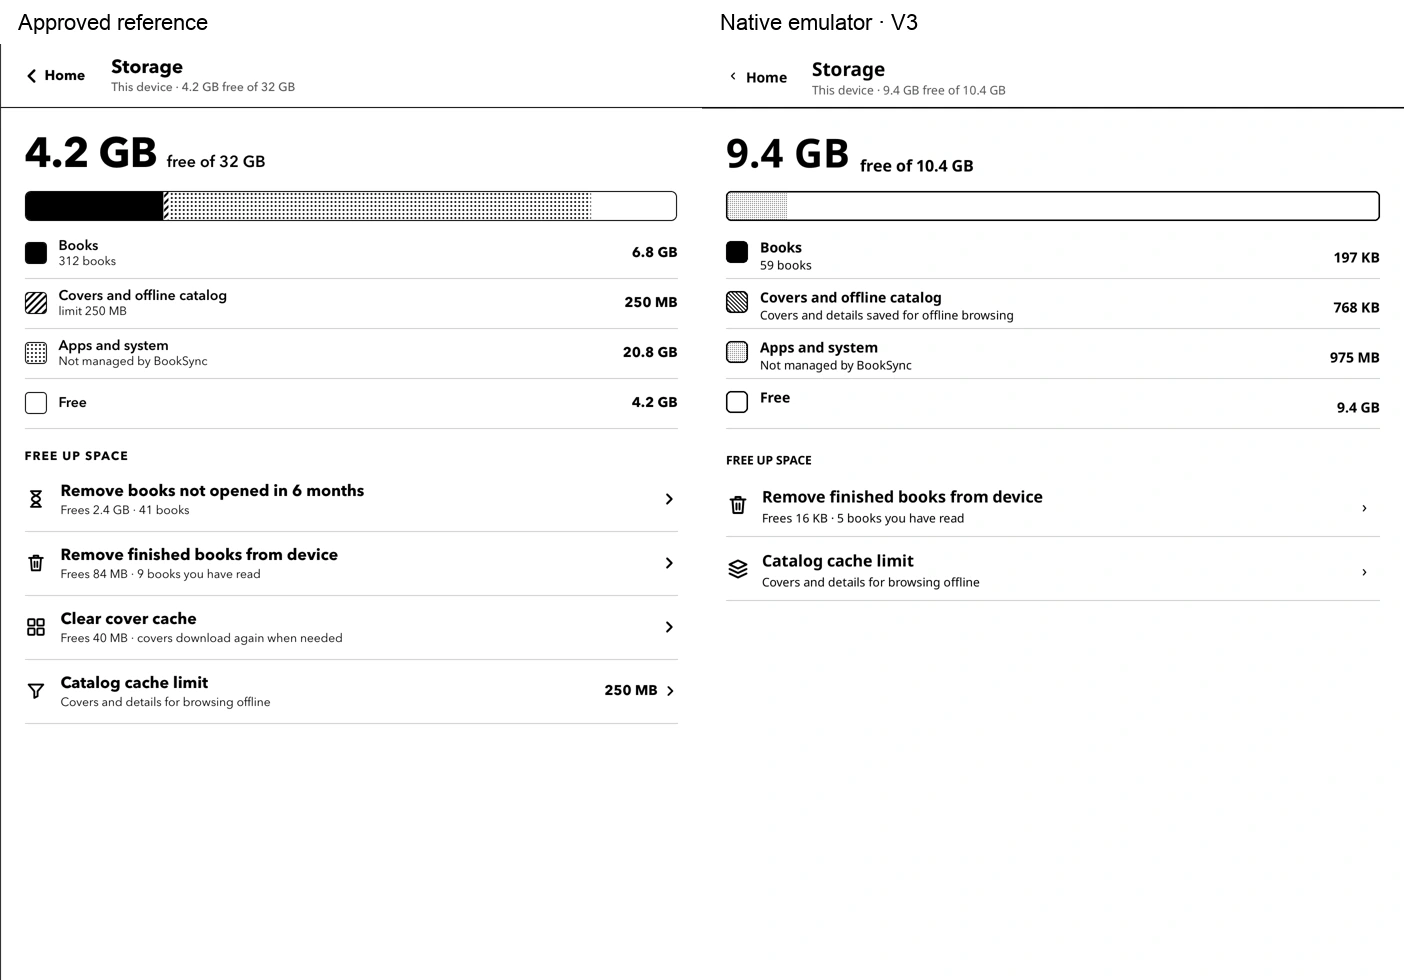 Approved reference
Home
Storage
This device · 4.2 GB free of 32 GB
4.2 GB free of 32 GB
Books
312 books
6.8 GB
Covers and offline catalog
limit 250 MB
250 MB
Apps and system
Not managed by BookSync
20.8 GB
Free
4.2 GB
FREE UP SPACE
Remove books not opened in 6 months
Frees 2.4 GB · 41 books
Remove finished books from device
Frees 84 MB · 9 books you have read
Clear cover cache
Frees 40 MB · covers download again when needed
Catalog cache limit
Covers and details for browsing offline
250 MB
Native emulator · V3
Home
Storage
This device · 9.4 GB free of 10.4 GB
9.4 GB free of 10.4 GB
Books
59 books
197 KB
Covers and offline catalog
Covers and details saved for offline browsing
768 KB
Apps and system
Not managed by BookSync
975 MB
Free
9.4 GB
FREE UP SPACE
Remove finished books from device
Frees 16 KB · 5 books you have read
Catalog cache limit
Covers and details for browsing offline